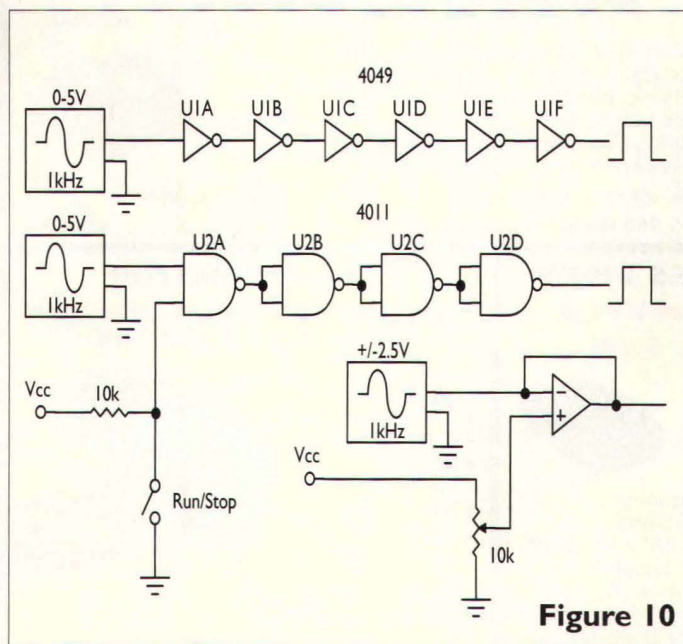 4049
0-5V
U1A U1B U1C U1D U1E U1F
1kHz
4011
0-5V
U2A U2B U2C U2D
1kHz
+/-2.5V
Vcc 10k
1kHz
Vcc
Run/Stop
10k
Figure 10